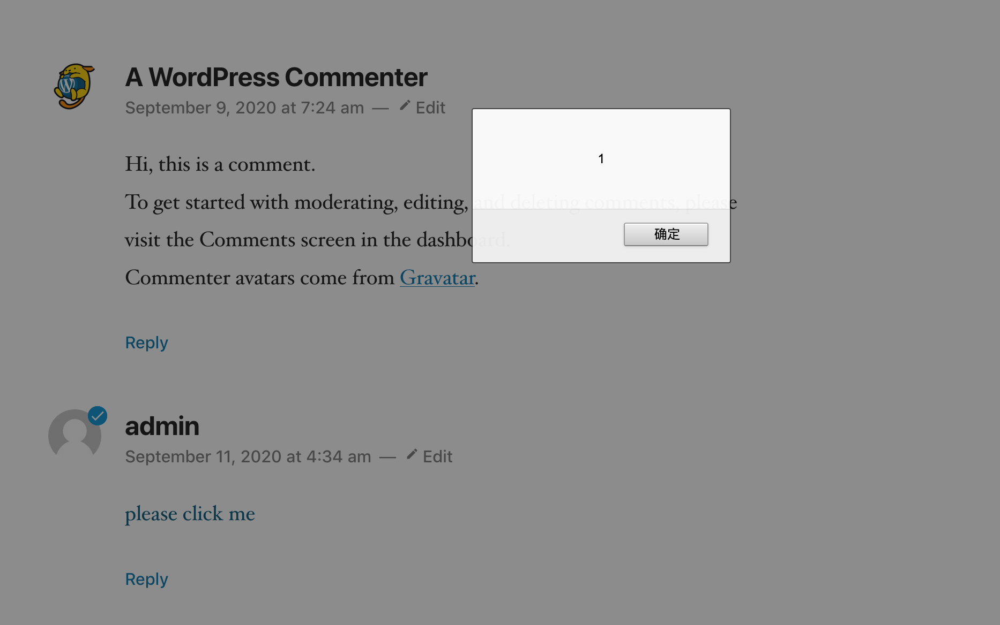 A WordPress Commenter
September 9, 2020 at 7:24 am — Edit
Hi, this is a comment.
To get started with moderating, editing, and deleting comments, please
visit the Comments screen in the dashboard.
Commenter avatars come from Gravatar.
Reply
1
确定
admin
September 11, 2020 at 4:34 am — Edit
please click me
Reply